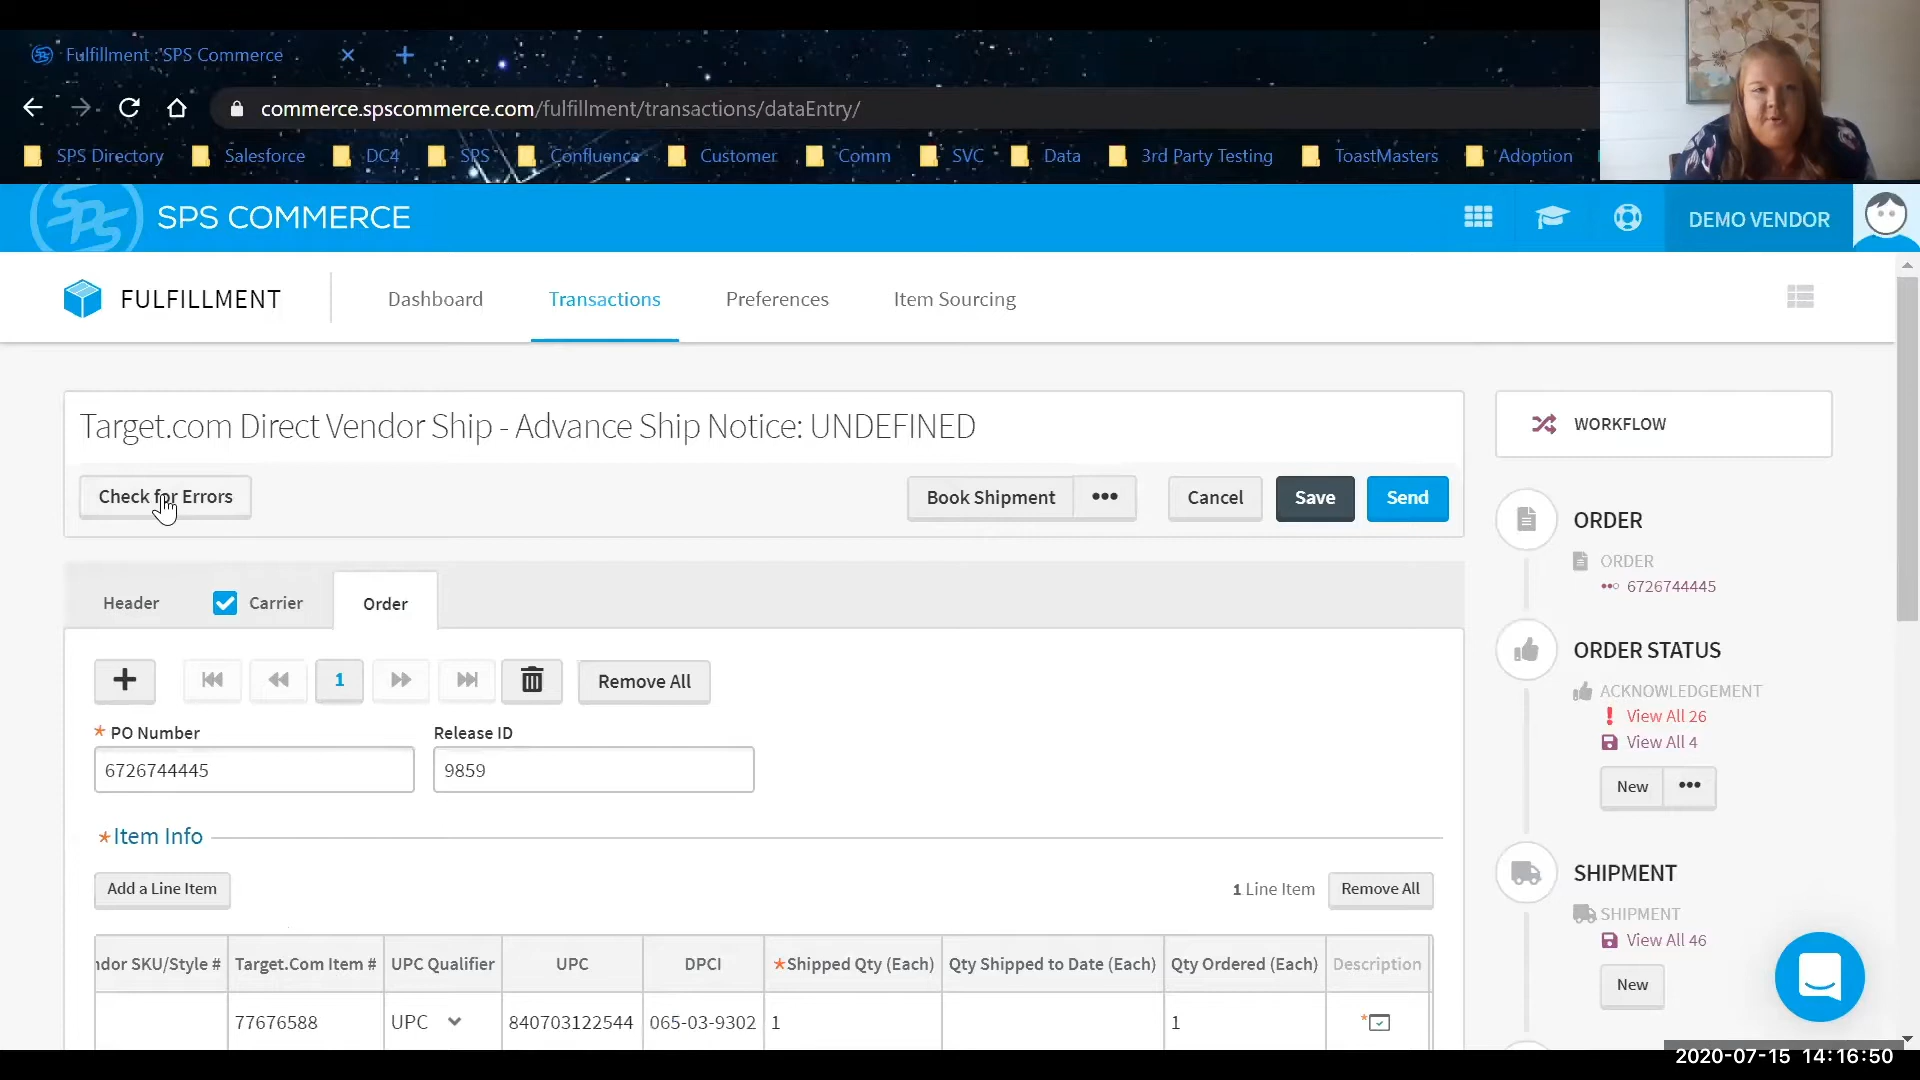 Fulfillment : SPS Commerce
commerce.spscommerce.com/fulfillment/transactions/dataEntry/
SPS Directory Salesforce DC4 SPS Confluence Customer Comm SVC Data 3rd Party Testing ToastMasters Adoption
SPS COMMERCE
DEMO VENDOR
FULFILLMENT Dashboard Transactions Preferences Item Sourcing
Target.com Direct Vendor Ship - Advance Ship Notice: UNDEFINED
Check for Errors Book Shipment ••• Cancel Save Send
Header Carrier Order
1 Remove All
* PO Number Release ID
6726744445 9859
*Item Info
Add a Line Item 1 Line Item Remove All
ndor SKU/Style # Target.Com Item # UPC Qualifier UPC DPCI *Shipped Qty (Each) Qty Shipped to Date (Each) Qty Ordered (Each) Description
77676588 UPC 840703122544 065-03-9302 1 1 *
WORKFLOW
ORDER
ORDER
6726744445
ORDER STATUS
ACKNOWLEDGEMENT
View All 26
View All 4
New •••
SHIPMENT
SHIPMENT
View All 46
New
2020-07-15 14:16:50